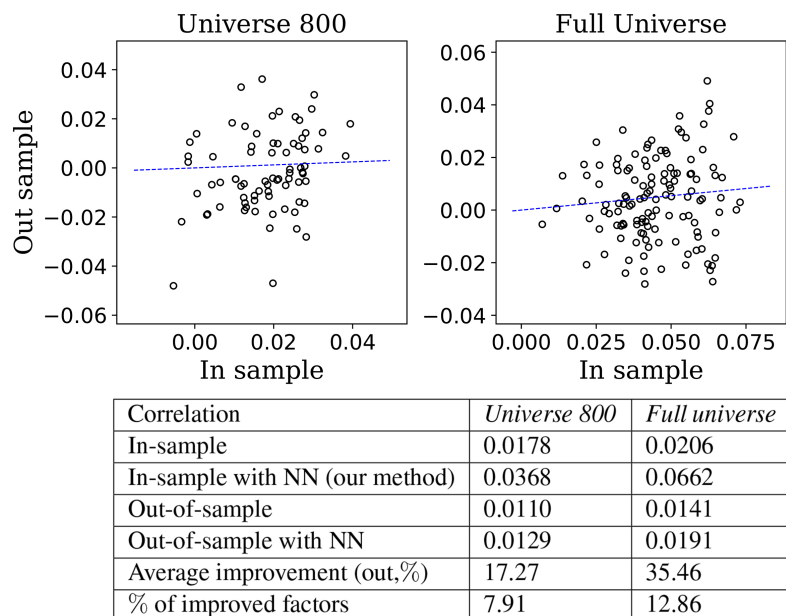 Universe 800
Full Universe
Out sample
0.04
0.02
0.00
−0.02
−0.04
−0.06
0.00 0.02 0.04
In sample
0.06
0.04
0.02
0.00
−0.02
−0.04
0.000 0.025 0.050 0.075
In sample
Correlation Universe 800 Full universe
In-sample 0.0178 0.0206
In-sample with NN (our method) 0.0368 0.0662
Out-of-sample 0.0110 0.0141
Out-of-sample with NN 0.0129 0.0191
Average improvement (out,%) 17.27 35.46
% of improved factors 7.91 12.86